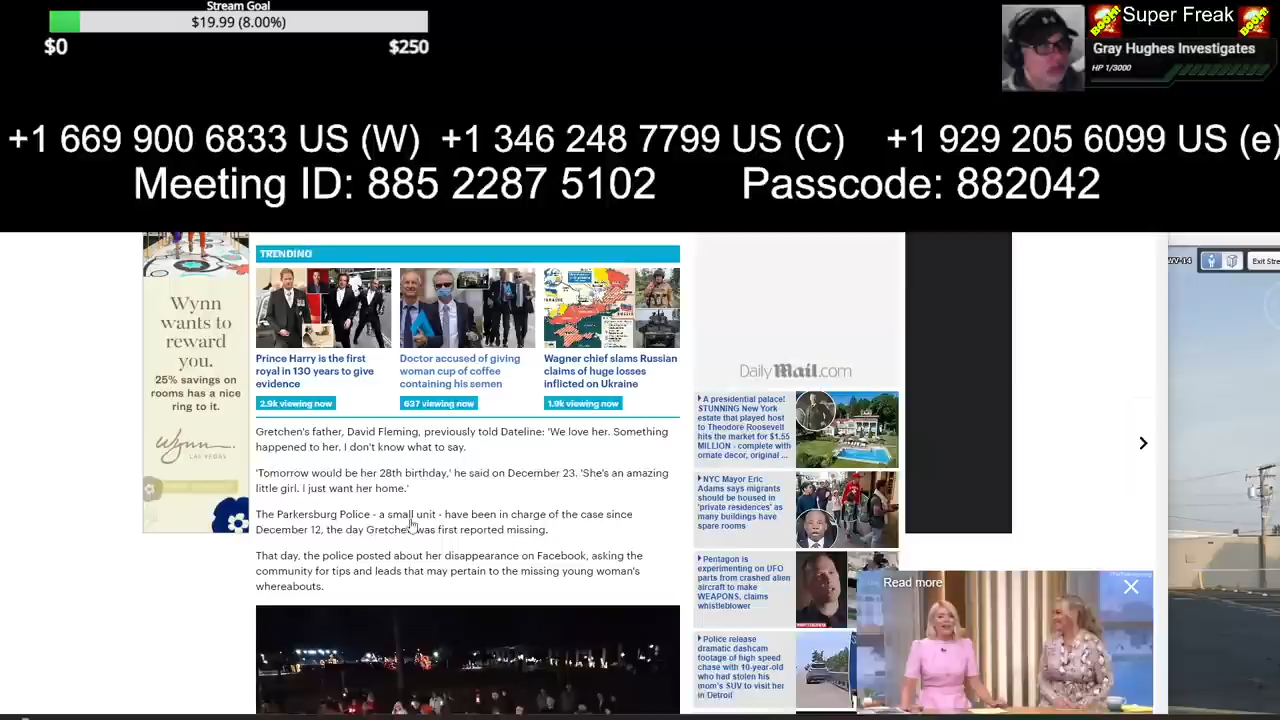 Stream Goal
$19.99 (8.00%)
$0
$250
Super Freak
Gray Hughes Investigates
HP 1/3000
+1 669 900 6833 US (W) +1 346 248 7799 US (C) +1 929 205 6099 US (e)
Meeting ID: 885 2287 5102 Passcode: 882042
Wynn
wants to
reward
you.
25% savings on
rooms has a nice
ring to it.
Wynn
LAS VEGAS
TRENDING
Prince Harry is the first
royal in 130 years to give
evidence
2.9k viewing now
Doctor accused of giving
woman cup of coffee
containing his semen
637 viewing now
Wagner chief slams Russian
claims of huge losses
inflicted on Ukraine
1.9k viewing now
Gretchen's father, David Fleming, previously told Dateline: 'We love her. Something
happened to her. I don't know what to say.
'Tomorrow would be her 28th birthday,' he said on December 23. 'She's an amazing
little girl. I just want her home.'
The Parkersburg Police - a small unit - have been in charge of the case since
December 12, the day Gretchen was first reported missing.
That day, the police posted about her disappearance on Facebook, asking the
community for tips and leads that may pertain to the missing young woman's
whereabouts.
DailyMail.com
A presidential palace!
STUNNING New York
estate that played host
to Theodore Roosevelt
hits the market for $1.55
MILLION - complete with
ornate decor, original ...
NYC Mayor Eric
Adams says migrants
should be housed in
'private residences' as
many buildings have
spare rooms
Pentagon is
experimenting on UFO
parts from crashed alien
aircraft to make
WEAPONS, claims
whistleblower
Police release
dramatic dashcam
footage of high speed
chase with 10-year-old
who had stolen his
mom's SUV to visit her
in Detroit
Read more
WV-14
Exit Stre